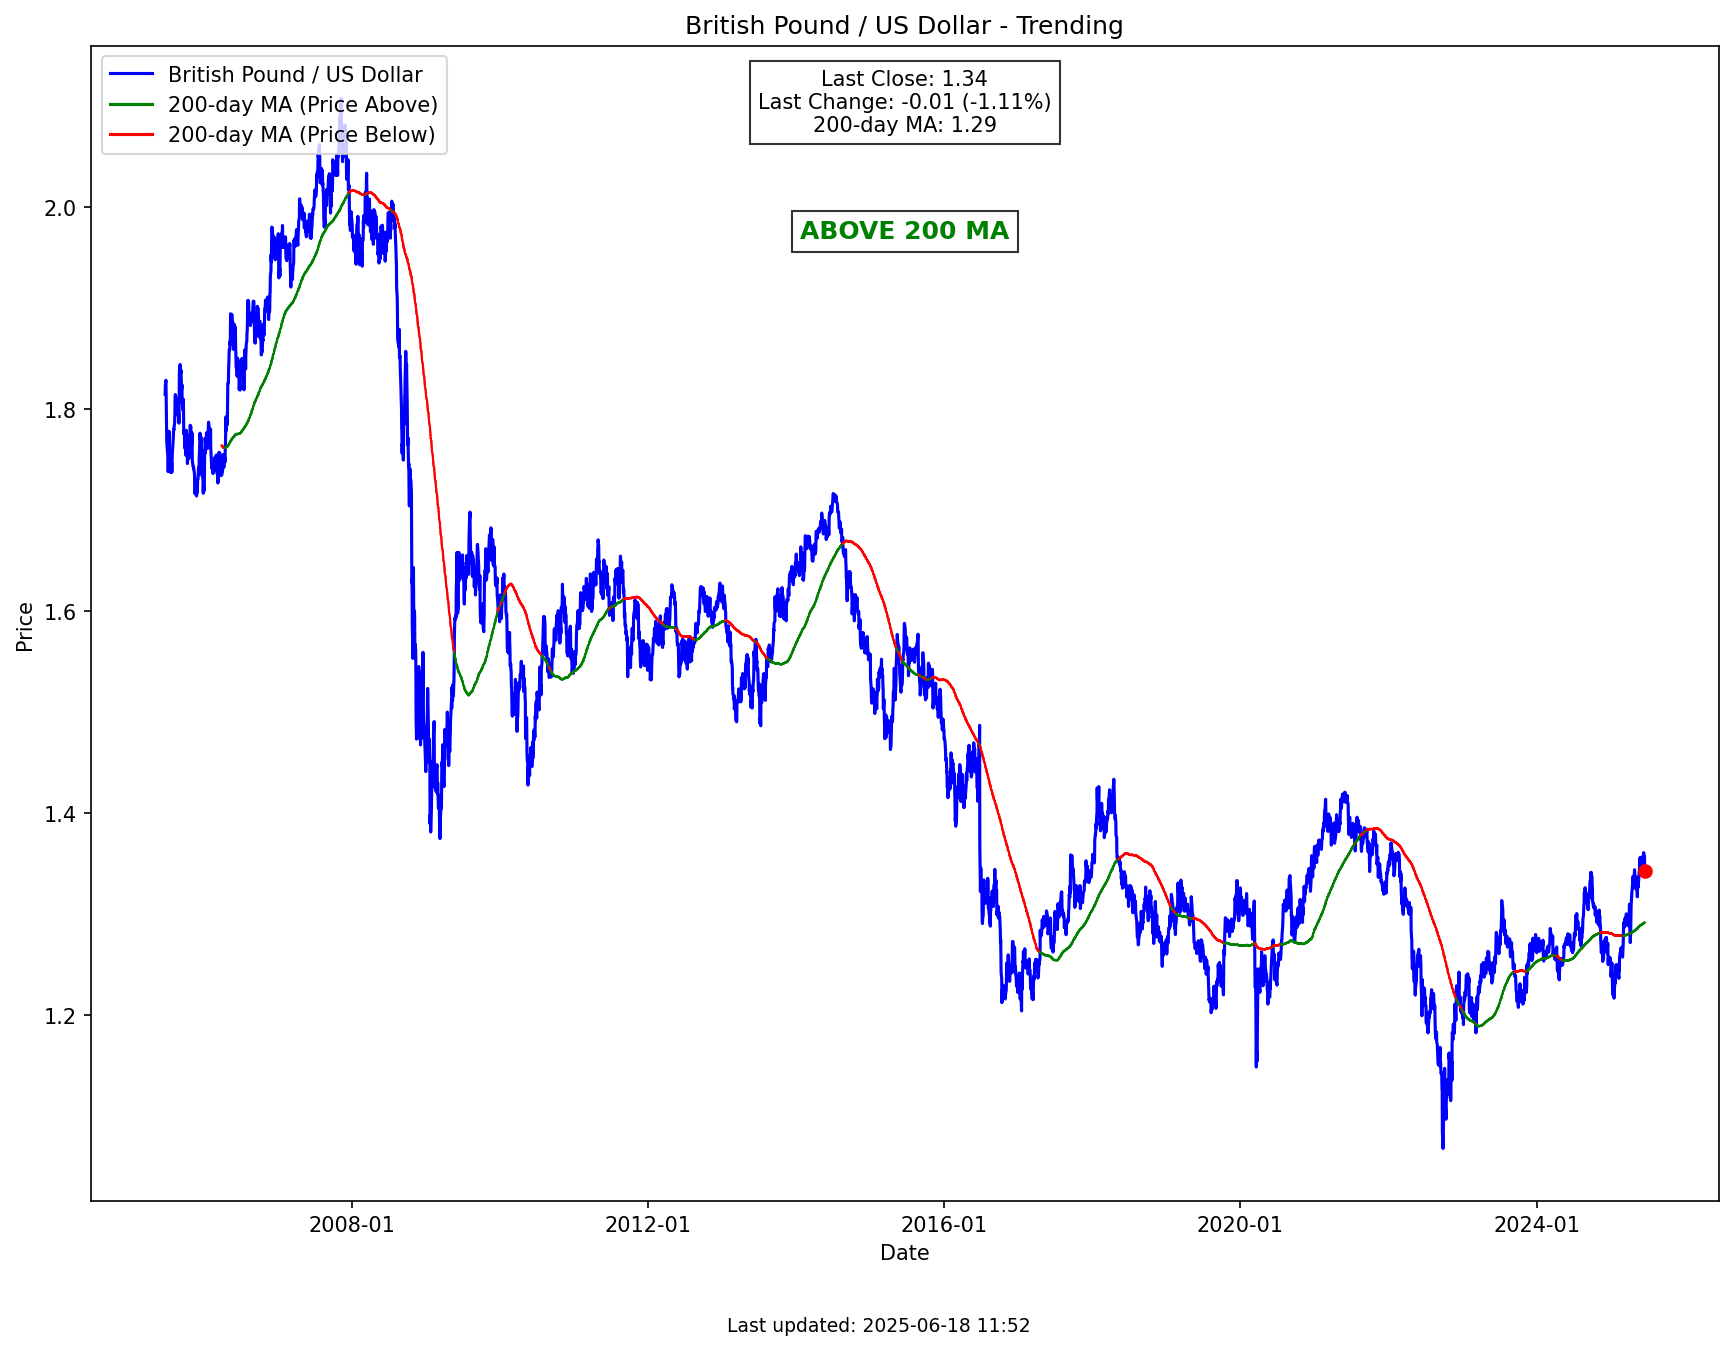 British Pound / US Dollar - Trending
British Pound / US Dollar
200-day MA (Price Above)
200-day MA (Price Below)
Last Close: 1.34
Last Change: -0.01 (-1.11%)
200-day MA: 1.29
ABOVE 200 MA
Price
2.0
1.8
1.6
1.4
1.2
2008-01
2012-01
2016-01
2020-01
2024-01
Date
Last updated: 2025-06-18 11:52